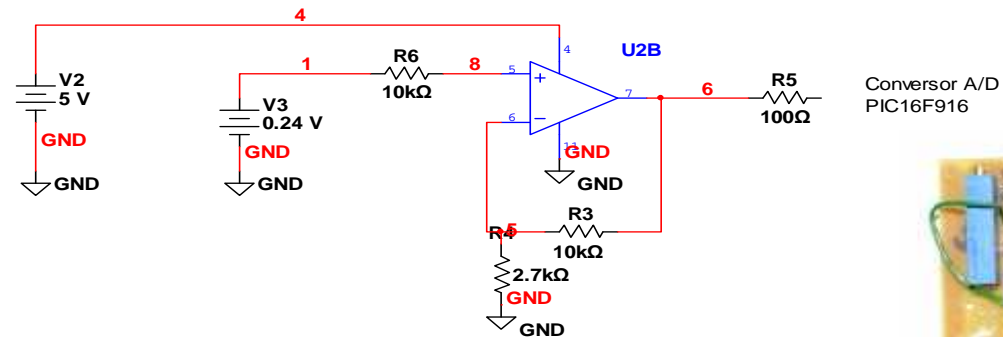 4
V2
5 V
GND
GND
1
V3
0.24 V
GND
GND
R6
10kΩ
8
U2B
4
5
6
7
11
GND
GND
6
R5
100Ω
Conversor A/D
PIC16F916
R3
10kΩ
5
R4
2.7kΩ
GND
GND